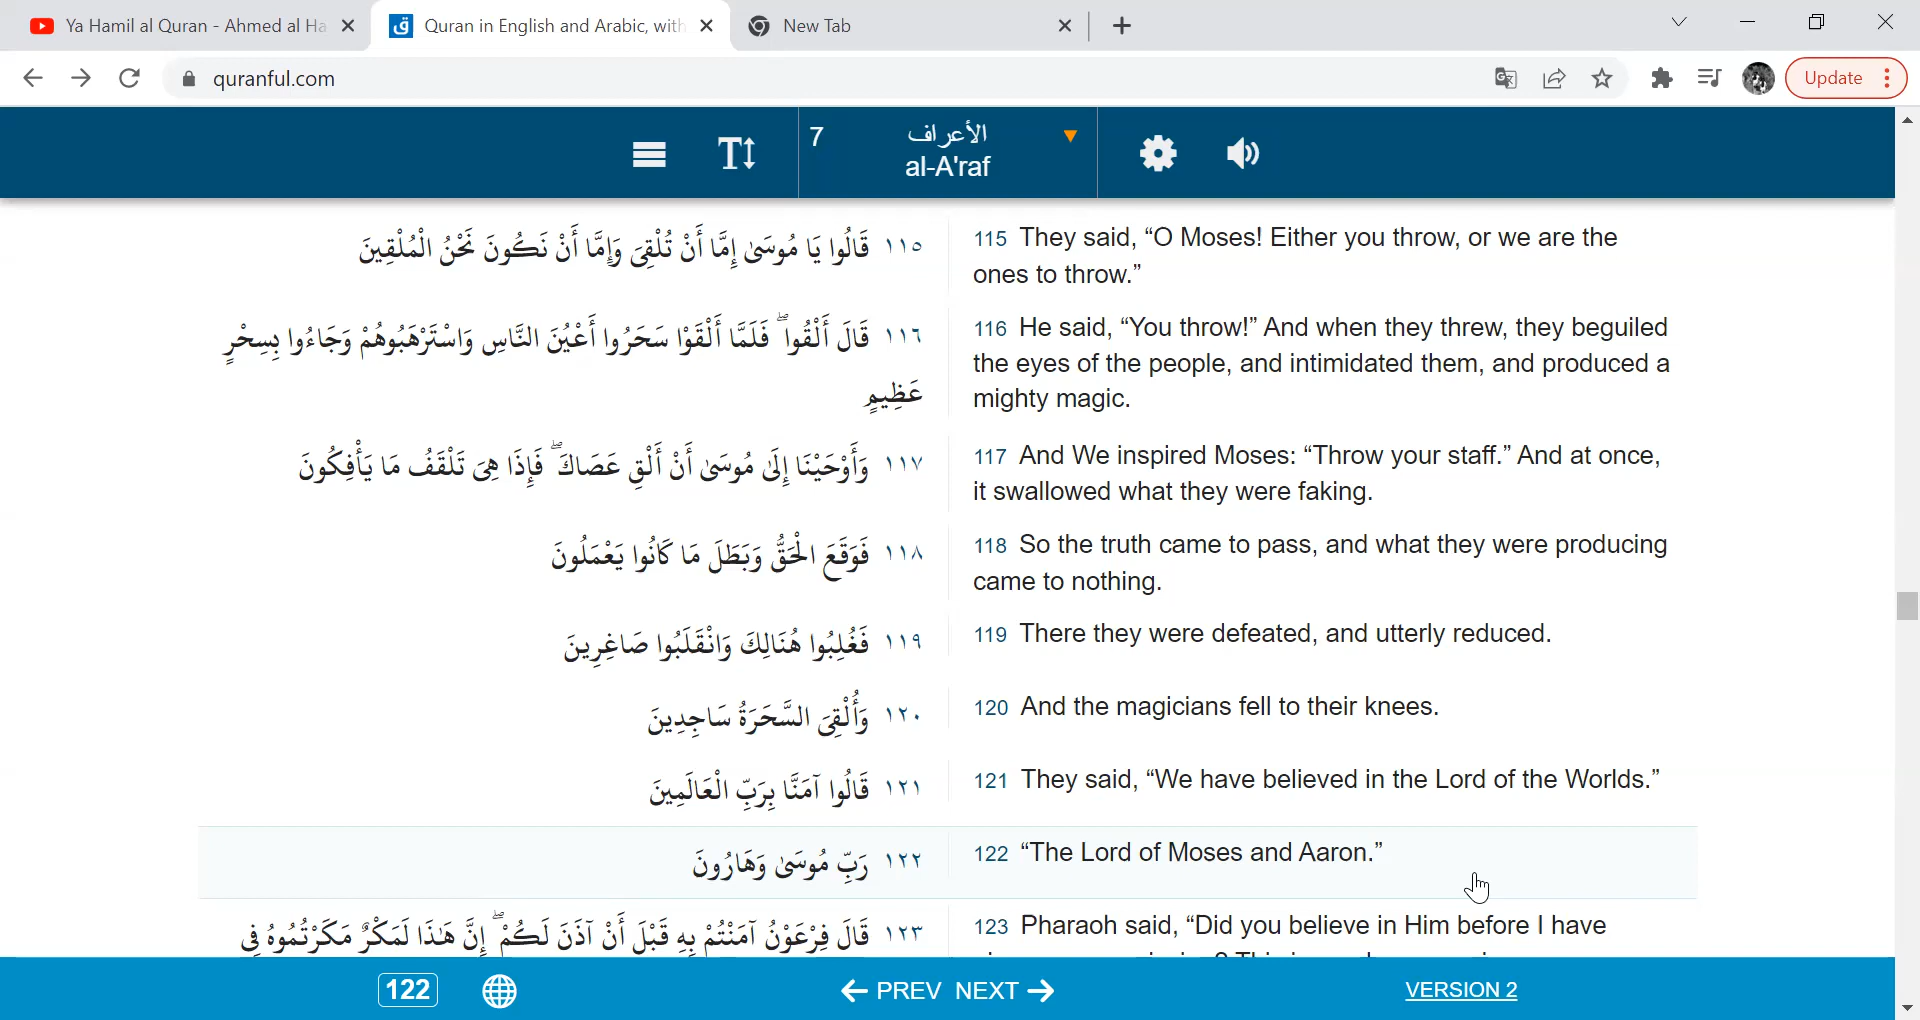 Ya Hamil al Quran - Ahmed al Ha
Quran in English and Arabic, with
New Tab
quranful.com
Update
7
الأعراف
al-A'raf
١١٥ قَالُوا يَا مُوسَىٰ إِمَّا أَنْ تُلْقِيَ وَإِمَّا أَنْ نَكُونَ نَحْنُ الْمُلْقِينَ
115 They said, “O Moses! Either you throw, or we are the
ones to throw.”
١١٦ قَالَ أَلْقُوا ۖ فَلَمَّا أَلْقَوْا سَحَرُوا أَعْيُنَ النَّاسِ وَاسْتَرْهَبُوهُمْ وَجَاءُوا بِسِحْرٍ
عَظِيمٍ
116 He said, “You throw!” And when they threw, they beguiled
the eyes of the people, and intimidated them, and produced a
mighty magic.
١١٧ وَأَوْحَيْنَا إِلَىٰ مُوسَىٰ أَنْ أَلْقِ عَصَاكَ ۖ فَإِذَا هِيَ تَلْقَفُ مَا يَأْفِكُونَ
117 And We inspired Moses: “Throw your staff.” And at once,
it swallowed what they were faking.
١١٨ فَوَقَعَ الْحَقُّ وَبَطَلَ مَا كَانُوا يَعْمَلُونَ
118 So the truth came to pass, and what they were producing
came to nothing.
١١٩ فَغُلِبُوا هُنَالِكَ وَانْقَلَبُوا صَاغِرِينَ
119 There they were defeated, and utterly reduced.
١٢٠ وَأُلْقِيَ السَّحَرَةُ سَاجِدِينَ
120 And the magicians fell to their knees.
١٢١ قَالُوا آمَنَّا بِرَبِّ الْعَالَمِينَ
121 They said, “We have believed in the Lord of the Worlds.”
١٢٢ رَبِّ مُوسَىٰ وَهَارُونَ
122 “The Lord of Moses and Aaron.”
١٢٣ قَالَ فِرْعَوْنُ آمَنْتُمْ بِهِ قَبْلَ أَنْ آذَنَ لَكُمْ ۖ إِنَّ هَٰذَا لَمَكْرٌ مَكَرْتُمُوهُ فِي
123 Pharaoh said, “Did you believe in Him before I have
122
PREV NEXT
VERSION 2